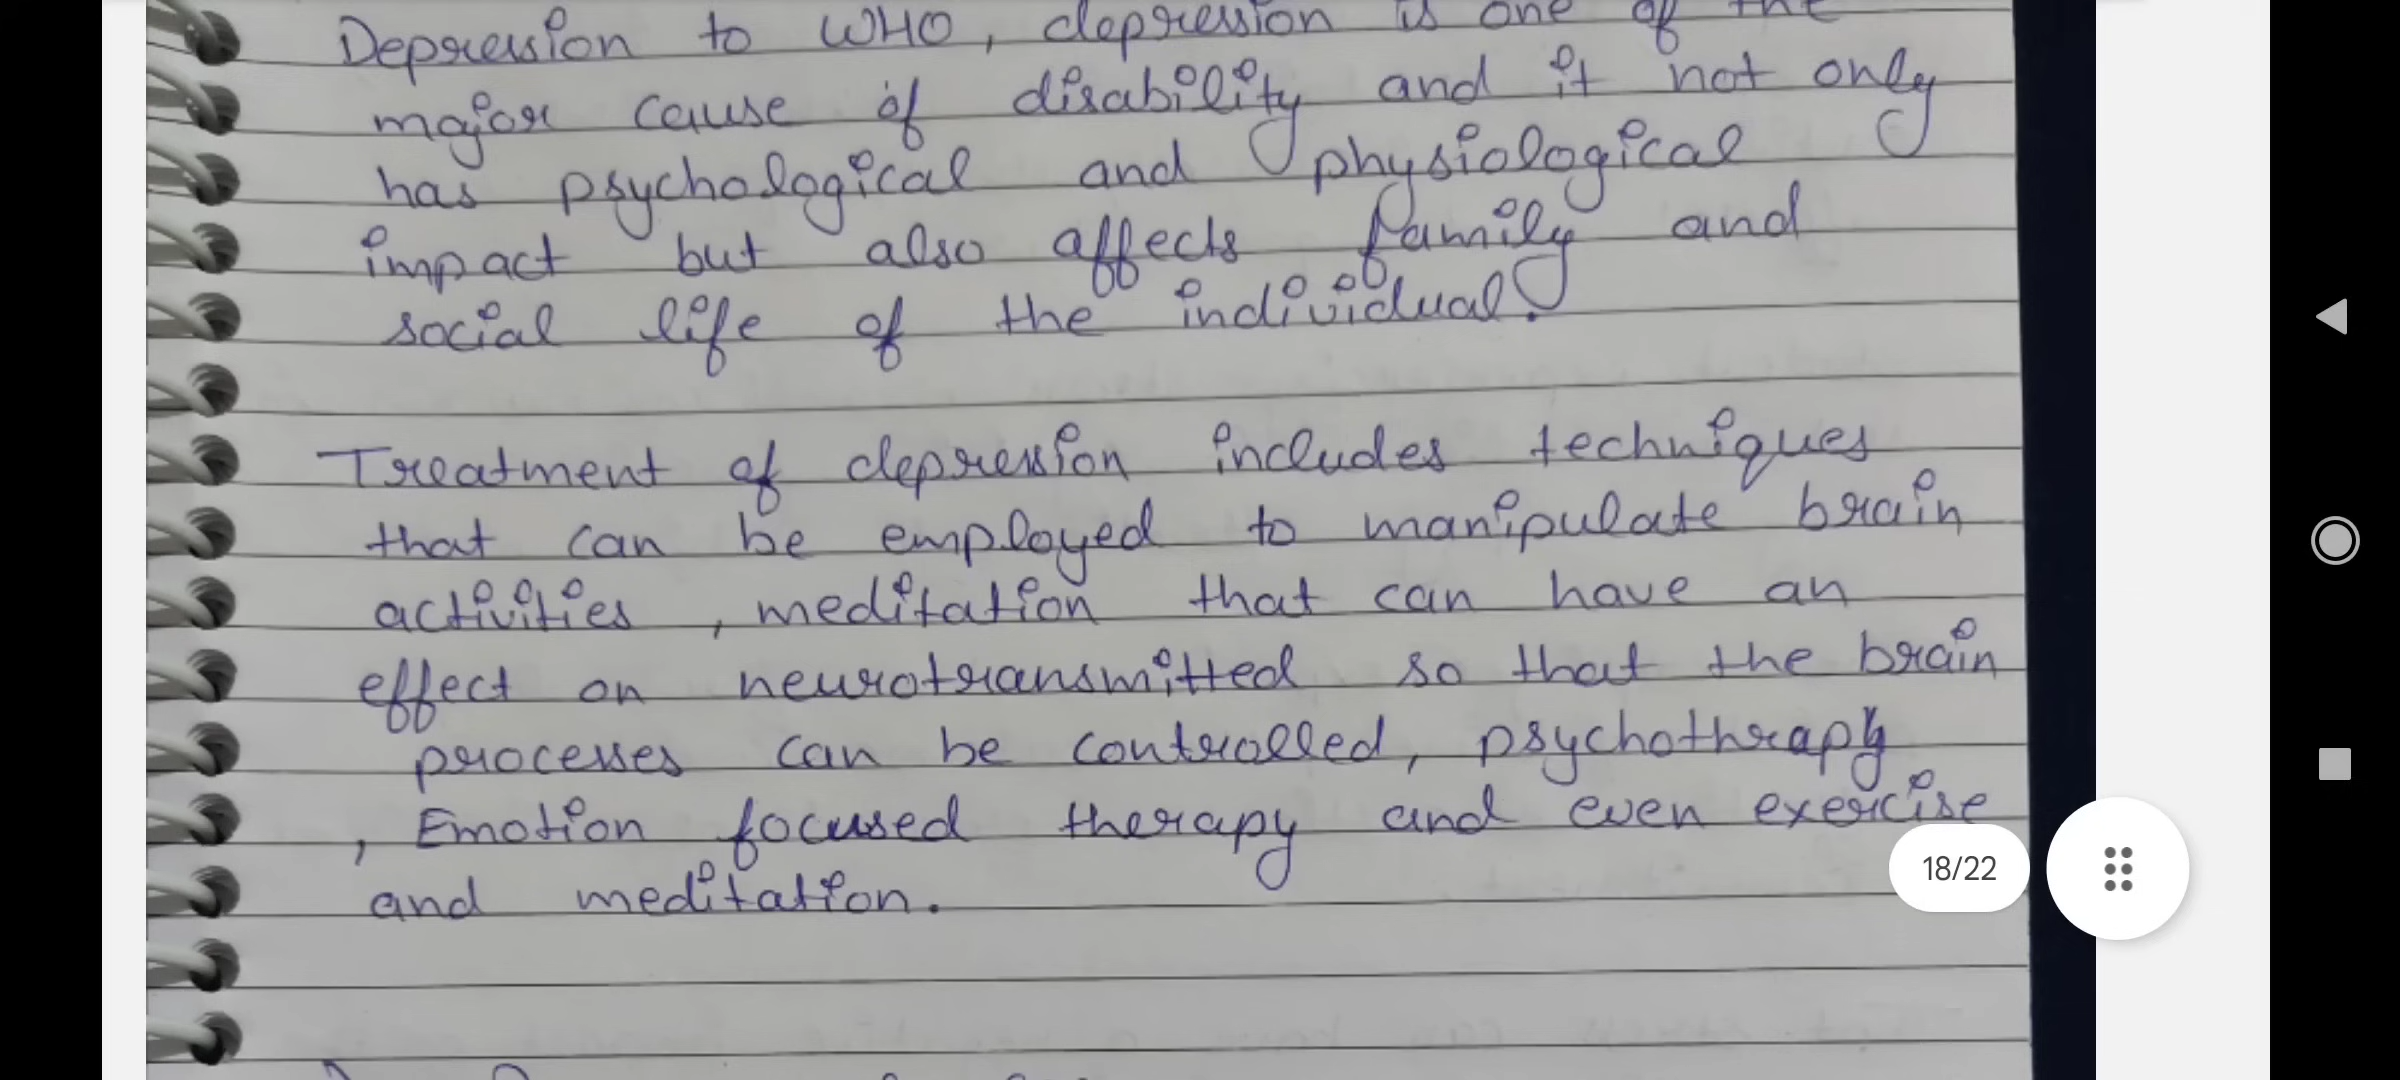 Depression to WHO, depression is one of the
major cause of disability and it not only
has psychological and physiological
impact but also affects family and
social life of the individual.
Treatment of depression includes techniques
that can be employed to manipulate brain
activities, meditation that can have an
effect on neurotransmitted so that the brain
processes can be controlled, psychothrapy
, Emotion focused therapy and even exercise
and meditation.
18/22